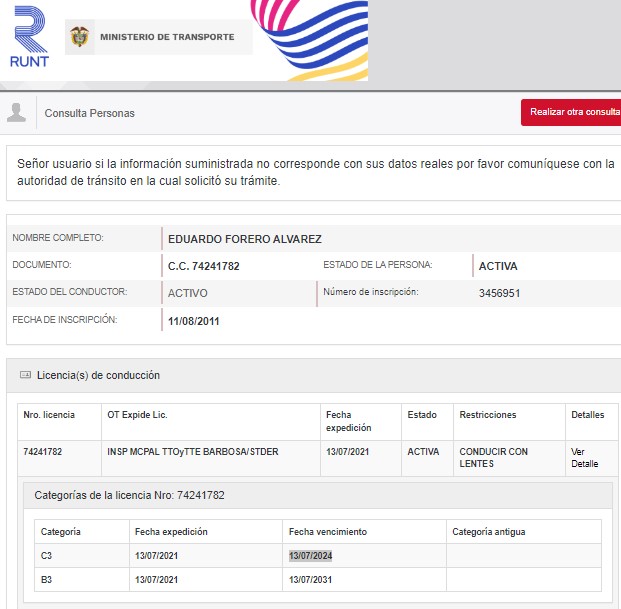 RUNT
MINISTERIO DE TRANSPORTE
Consulta Personas
Realizar otra consulta
Señor usuario si la información suministrada no corresponde con sus datos reales por favor comuníquese con la
autoridad de tránsito en la cual solicitó su trámite.
NOMBRE COMPLETO: EDUARDO FORERO ALVAREZ
DOCUMENTO: C.C. 74241782 ESTADO DE LA PERSONA: ACTIVA
ESTADO DEL CONDUCTOR: ACTIVO Número de inscripción: 3456951
FECHA DE INSCRIPCIÓN: 11/08/2011
Licencia(s) de conducción
Nro. licencia OT Expide Lic. Fecha expedición Estado Restricciones Detalles
74241782 INSP MCPAL TTOyTTE BARBOSA/STDER 13/07/2021 ACTIVA CONDUCIR CON LENTES Ver Detalle
Categorías de la licencia Nro: 74241782
Categoría Fecha expedición Fecha vencimiento Categoría antigua
C3 13/07/2021 13/07/2024
B3 13/07/2021 13/07/2031